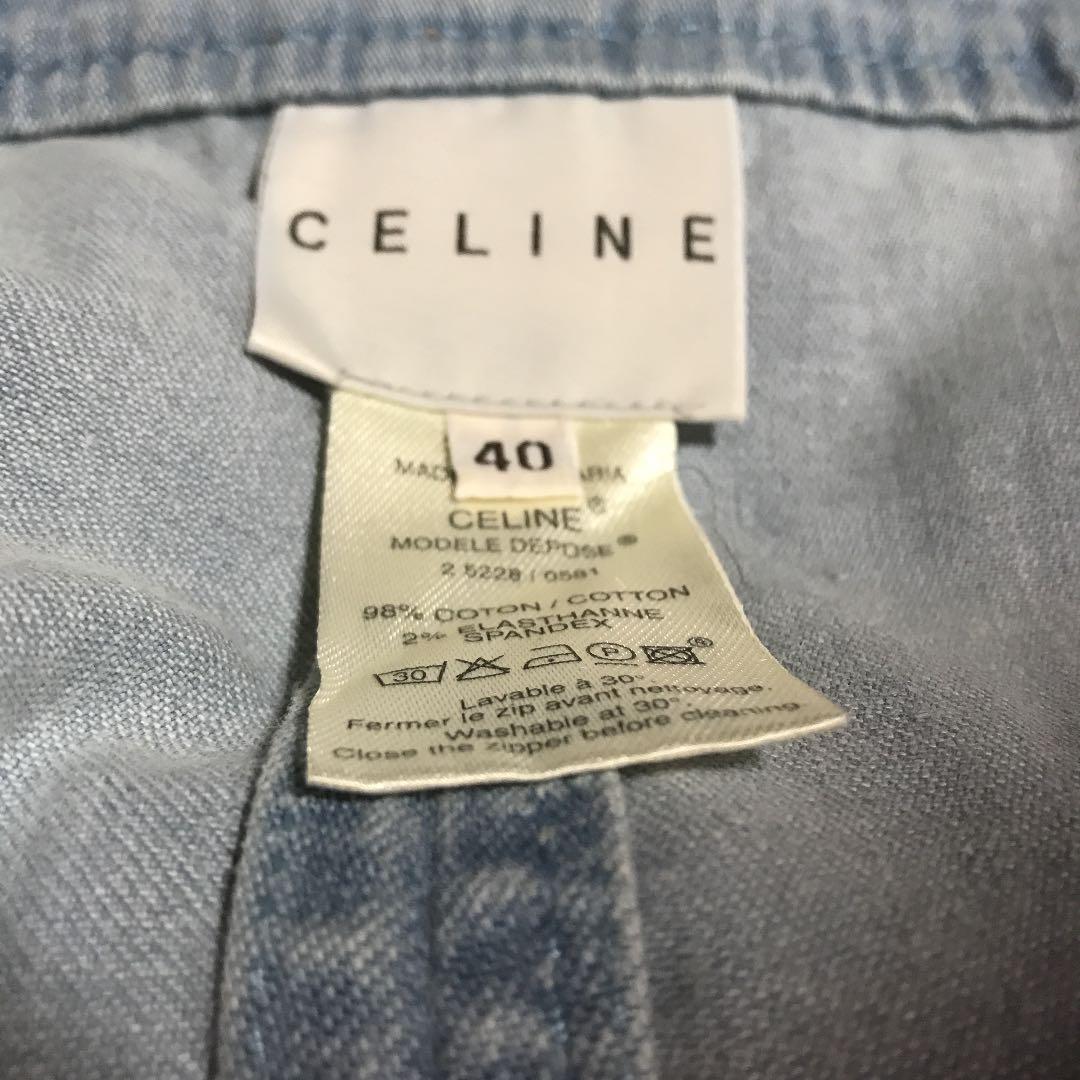 CELINE
40
CELINE®
MODELE DEPOSE®
2 5228 / 0581
98% COTON / COTTON
2% ELASTHANNE
SPANDEX
30 P ®
Lavable à 30°.
Fermer le zip avant nettoyage.
Washable at 30°.
Close the zipper before cleaning.